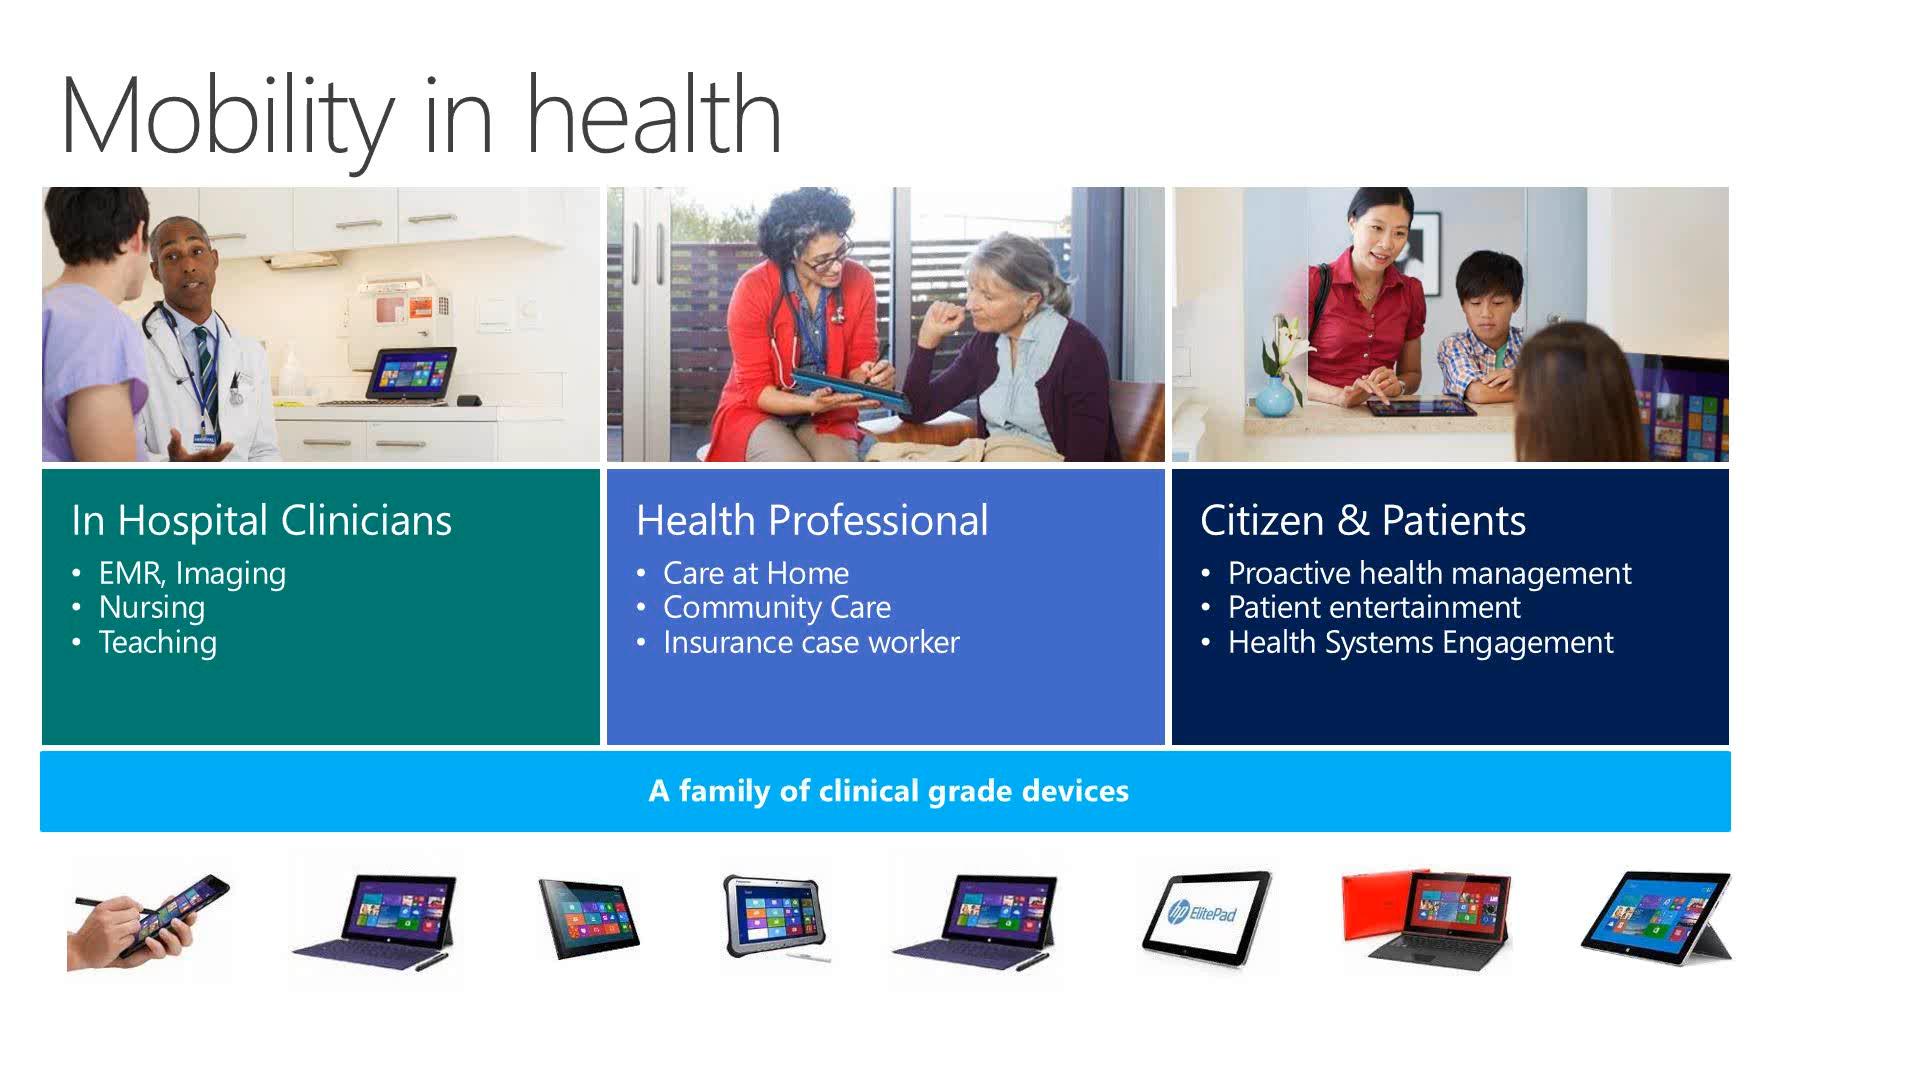 Mobility in health
In Hospital Clinicians
• EMR, Imaging
• Nursing
• Teaching
Health Professional
• Care at Home
• Community Care
• Insurance case worker
Citizen & Patients
• Proactive health management
• Patient entertainment
• Health Systems Engagement
A family of clinical grade devices
hp ElitePad